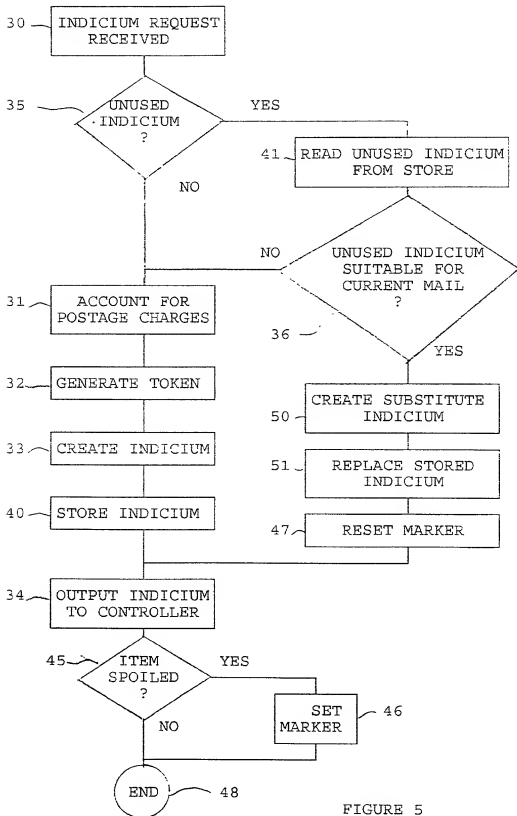 30
INDICIUM REQUEST
RECEIVED
35
UNUSED
INDICIUM
?
YES
NO
41
READ UNUSED INDICIUM
FROM STORE
NO
UNUSED INDICIUM
SUITABLE FOR
CURRENT MAIL
?
36
YES
31
ACCOUNT FOR
POSTAGE CHARGES
32
GENERATE TOKEN
33
CREATE INDICIUM
40
STORE INDICIUM
50
CREATE SUBSTITUTE
INDICIUM
51
REPLACE STORED
INDICIUM
47
RESET MARKER
34
OUTPUT INDICIUM
TO CONTROLLER
45
ITEM
SPOILED
?
YES
NO
SET
MARKER
46
END
48
FIGURE 5